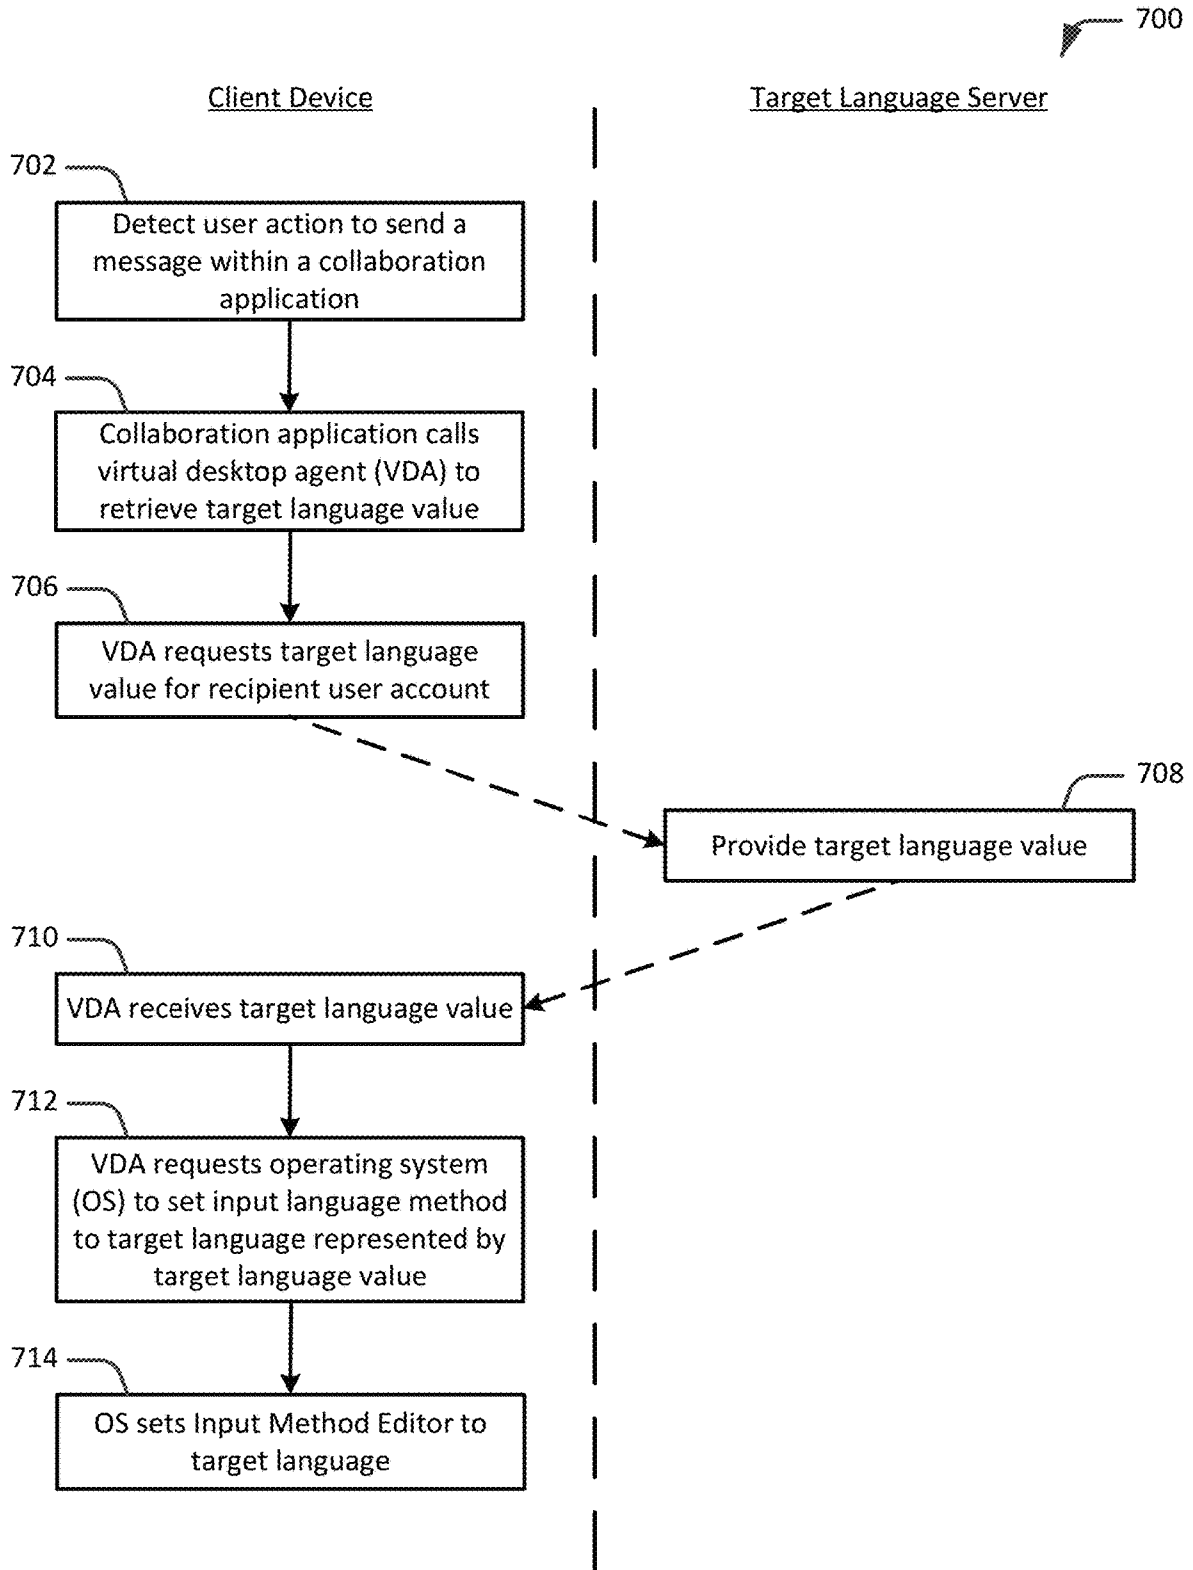 700
Client Device
Target Language Server
702
Detect user action to send a
message within a collaboration
application
704
Collaboration application calls
virtual desktop agent (VDA) to
retrieve target language value
706
VDA requests target language
value for recipient user account
708
Provide target language value
710
VDA receives target language value
712
VDA requests operating system
(OS) to set input language method
to target language represented by
target language value
714
OS sets Input Method Editor to
target language